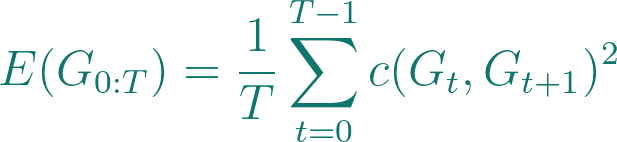 E(G_{0:T}) = \frac{1}{T} \sum_{t=0}^{T-1} c(G_t, G_{t+1})^2